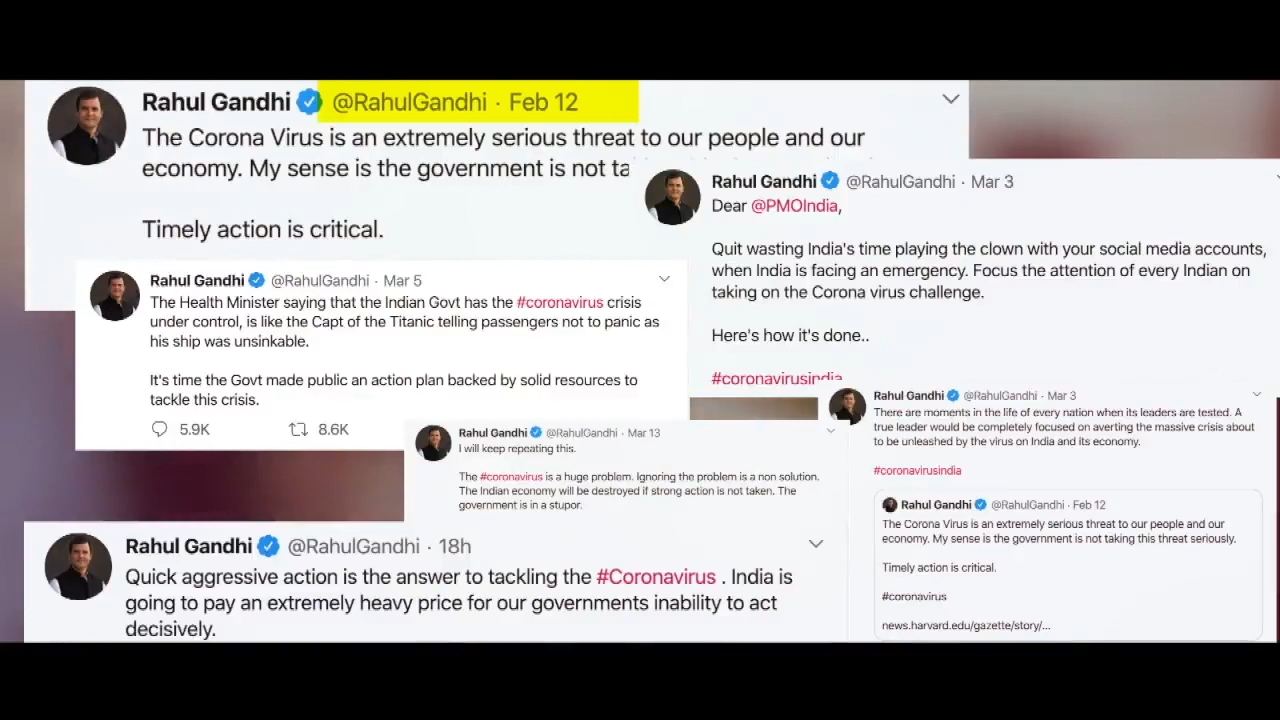 Rahul Gandhi @RahulGandhi · Feb 12
The Corona Virus is an extremely serious threat to our people and our
economy. My sense is the government is not ta
Timely action is critical.
Rahul Gandhi @RahulGandhi · Mar 3
Dear @PMOIndia,
Quit wasting India's time playing the clown with your social media accounts,
when India is facing an emergency. Focus the attention of every Indian on
taking on the Corona virus challenge.
Here's how it's done..
#coronavirusindia
Rahul Gandhi @RahulGandhi · Mar 5
The Health Minister saying that the Indian Govt has the #coronavirus crisis
under control, is like the Capt of the Titanic telling passengers not to panic as
his ship was unsinkable.
It's time the Govt made public an action plan backed by solid resources to
tackle this crisis.
5.9K 8.6K
Rahul Gandhi @RahulGandhi · Mar 3
There are moments in the life of every nation when its leaders are tested. A
true leader would be completely focused on averting the massive crisis about
to be unleashed by the virus on India and its economy.
#coronavirusindia
Rahul Gandhi @RahulGandhi · Feb 12
The Corona Virus is an extremely serious threat to our people and our
economy. My sense is the government is not taking this threat seriously.
Timely action is critical.
#coronavirus
news.harvard.edu/gazette/story/...
Rahul Gandhi @RahulGandhi · Mar 13
I will keep repeating this.
The #coronavirus is a huge problem. Ignoring the problem is a non solution.
The Indian economy will be destroyed if strong action is not taken. The
government is in a stupor.
Rahul Gandhi @RahulGandhi · 18h
Quick aggressive action is the answer to tackling the #Coronavirus . India is
going to pay an extremely heavy price for our governments inability to act
decisively.